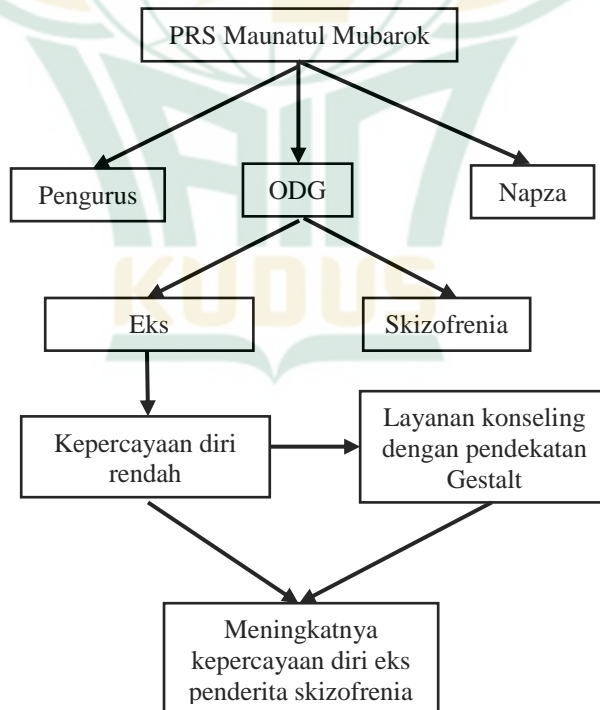 PRS Maunatul Mubarok
Pengurus
ODG
Napza
KUDUS
Eks
Skizofrenia
Kepercayaan diri
rendah
Layanan konseling
dengan pendekatan
Gestalt
Meningkatnya
kepercayaan diri eks
penderita skizofrenia